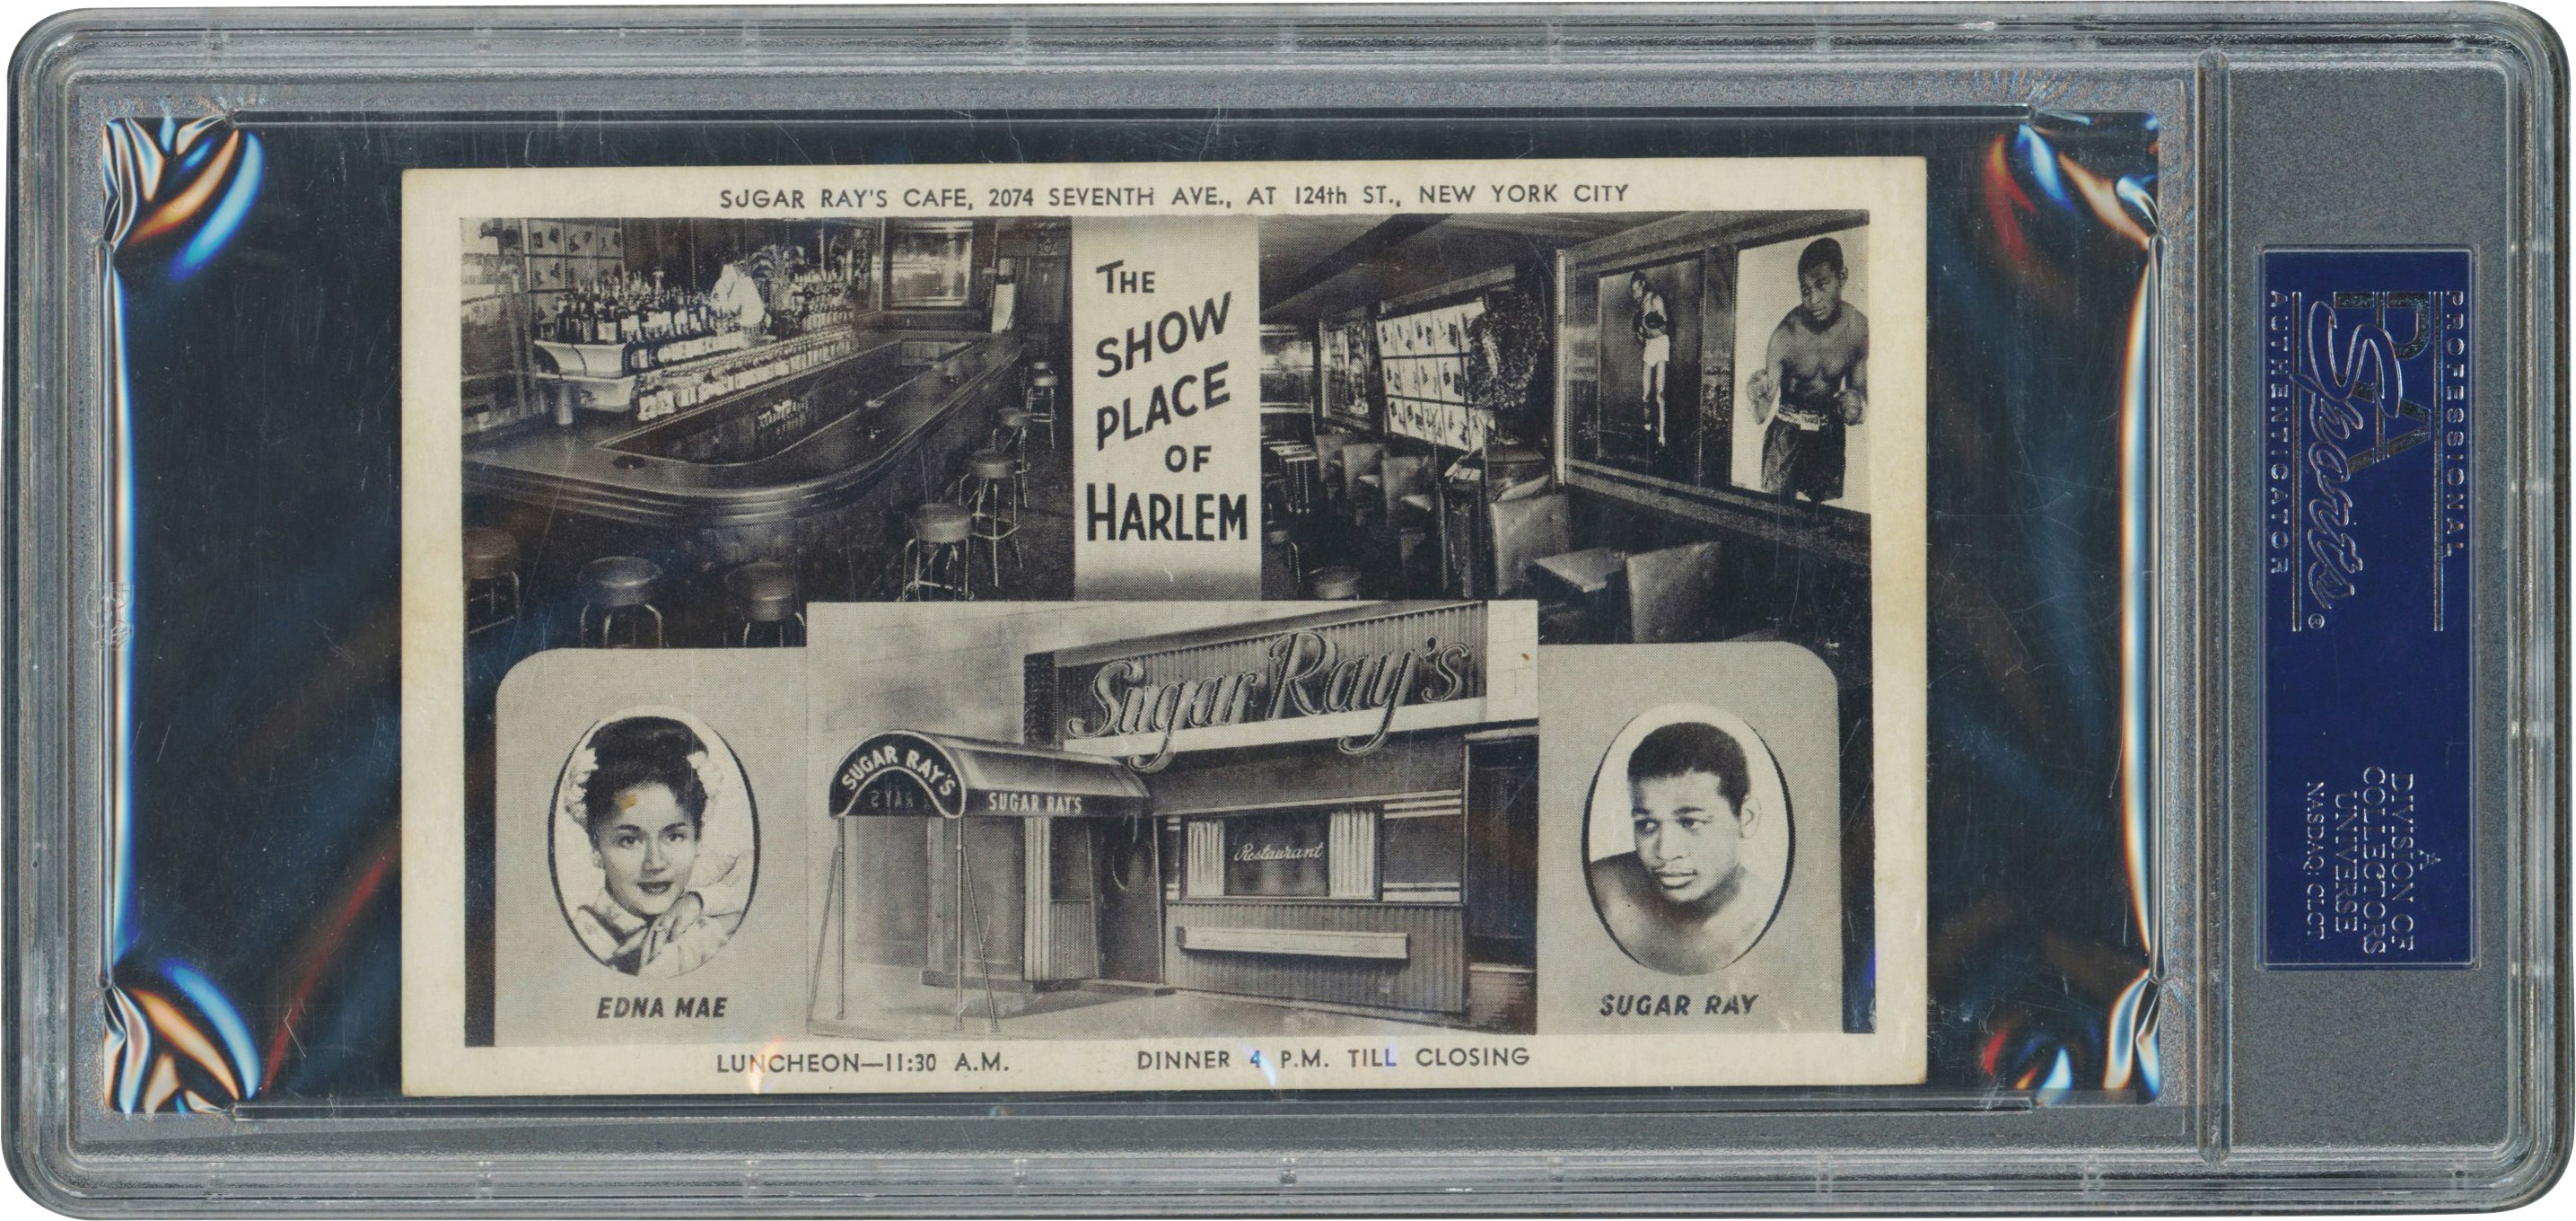 SUGAR RAY'S CAFE, 2074 SEVENTH AVE., AT 124th ST., NEW YORK CITY
THE
SHOW
PLACE
OF
HARLEM
Sugar Ray's
SUGAR RAY'S
SUGAR RAY'S
Restaurant
EDNA MAE
SUGAR RAY
LUNCHEON—11:30 A.M. DINNER 4 P.M. TILL CLOSING
PROFESSIONAL
PSA
Sports®
AUTHENTICATOR
A
DIVISION OF
COLLECTORS
UNIVERSE
NASDAQ: CLCT